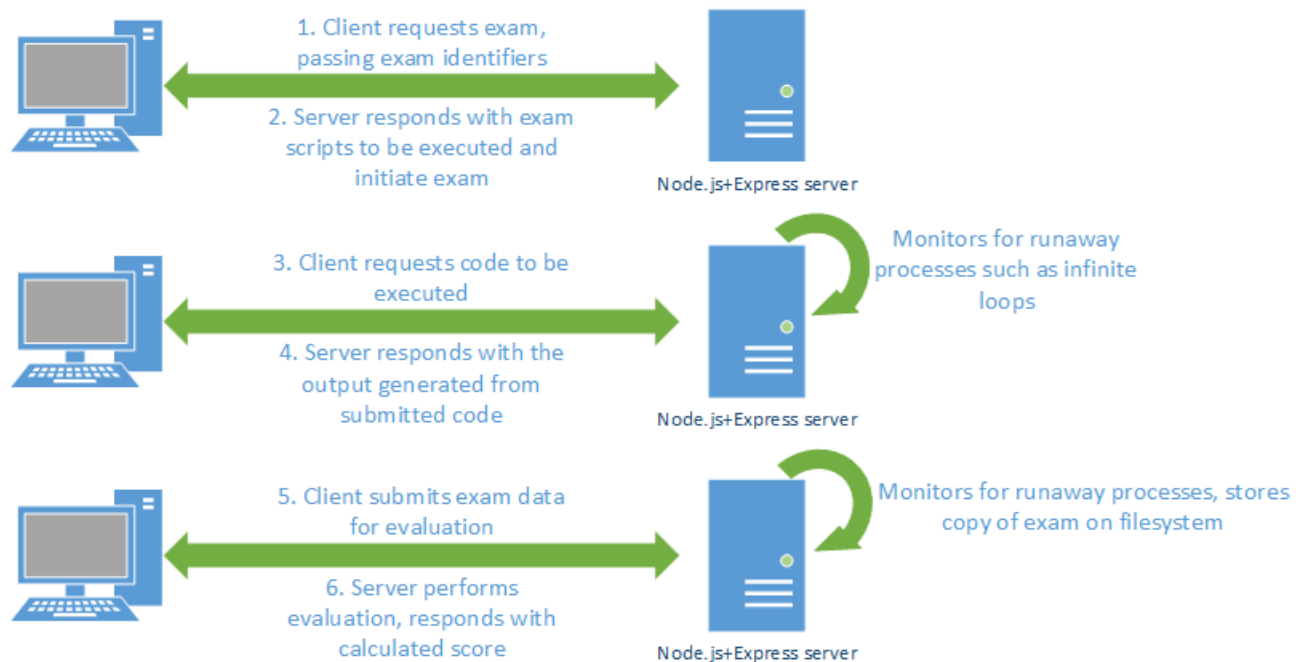 1. Client requests exam,
passing exam identifiers
2. Server responds with exam
scripts to be executed and
initiate exam
Node.js+Express server
3. Client requests code to be
executed
4. Server responds with the
output generated from
submitted code
Monitors for runaway
processes such as infinite
loops
Node.js+Express server
5. Client submits exam data
for evaluation
6. Server performs
evaluation, responds with
calculated score
Monitors for runaway processes, stores
copy of exam on filesystem
Node.js+Express server